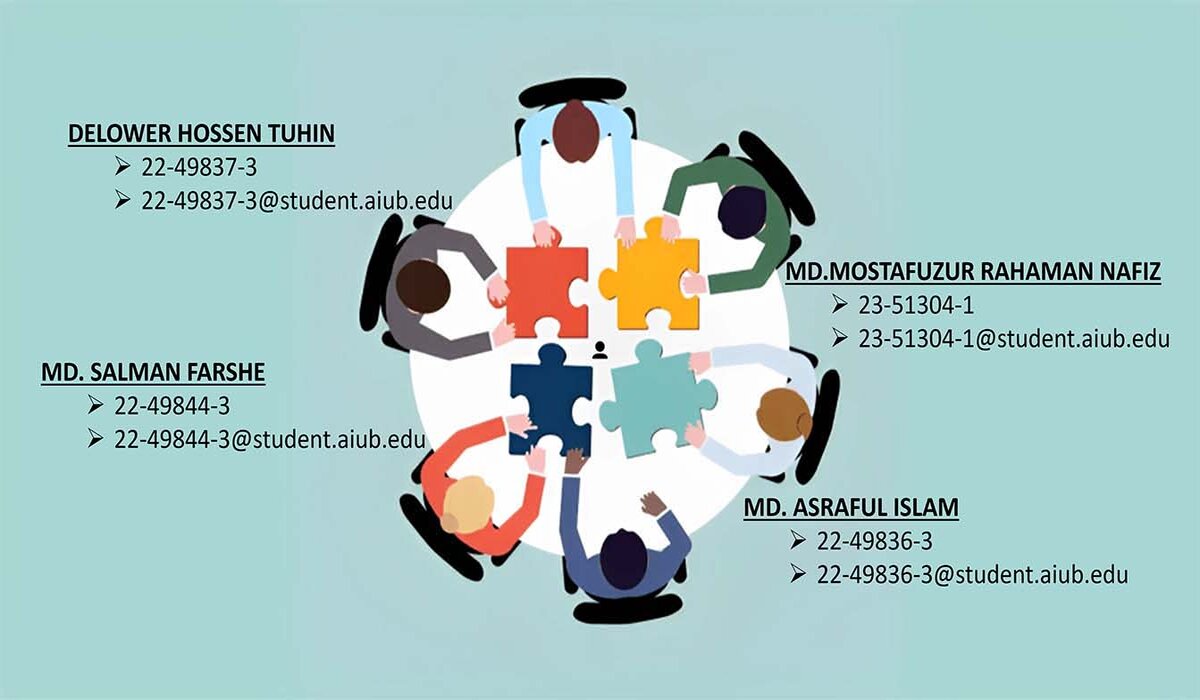 DELOWER HOSSEN TUHIN
➢ 22-49837-3
➢ 22-49837-3@student.aiub.edu
MD.MOSTAFUZUR RAHAMAN NAFIZ
➢ 23-51304-1
➢ 23-51304-1@student.aiub.edu
MD. SALMAN FARSHE
➢ 22-49844-3
➢ 22-49844-3@student.aiub.edu
MD. ASRAFUL ISLAM
➢ 22-49836-3
➢ 22-49836-3@student.aiub.edu